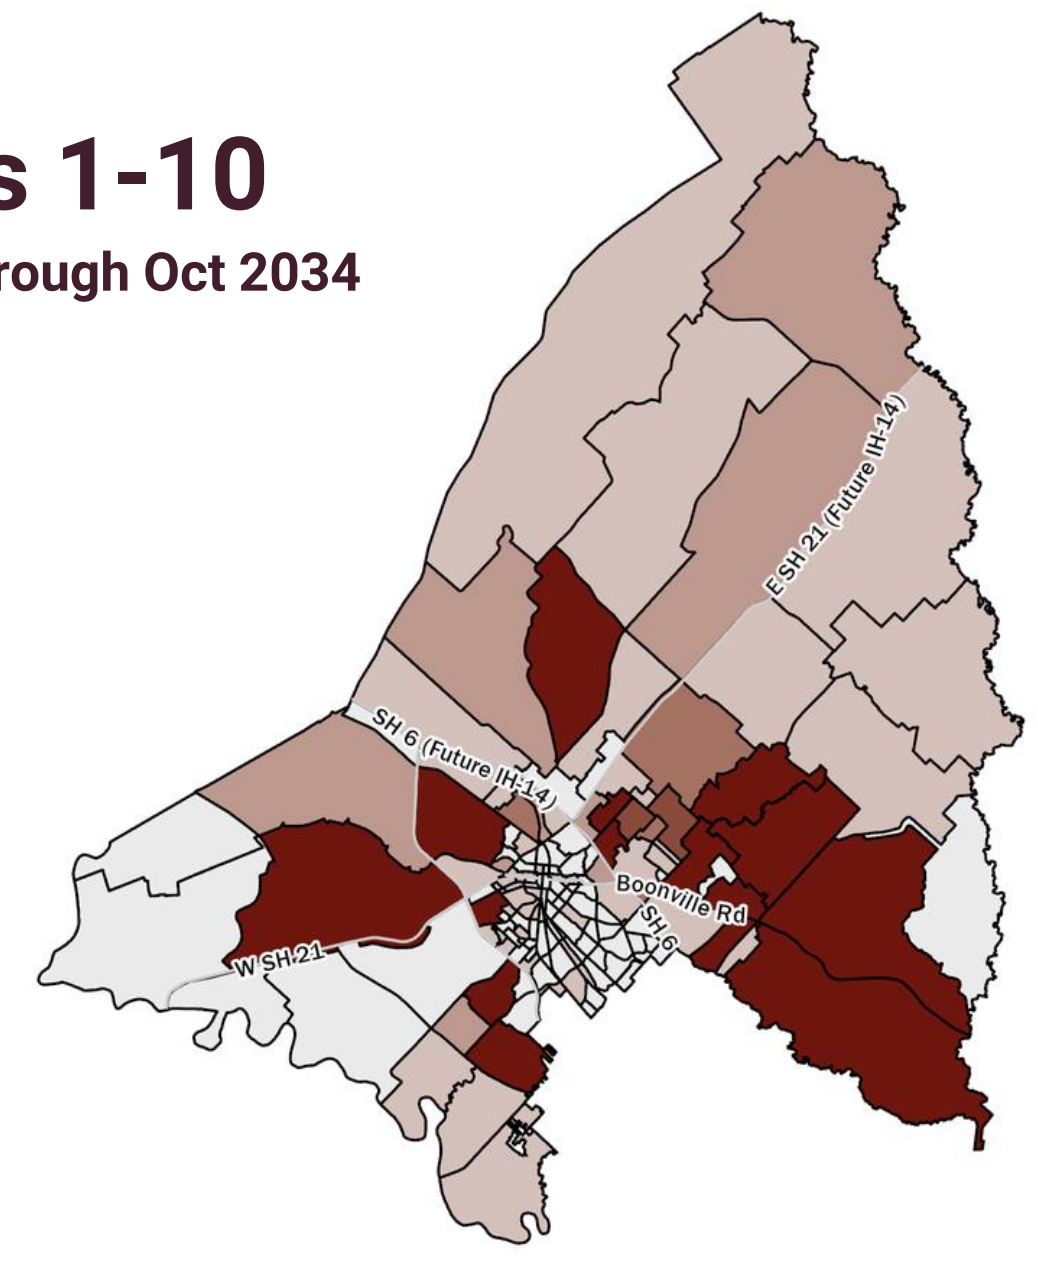 s 1-10
rough Oct 2034
E SH 21 (Future IH-14)
SH 6 (Future IH-14)
Boonville Rd
SH 6
W SH 21